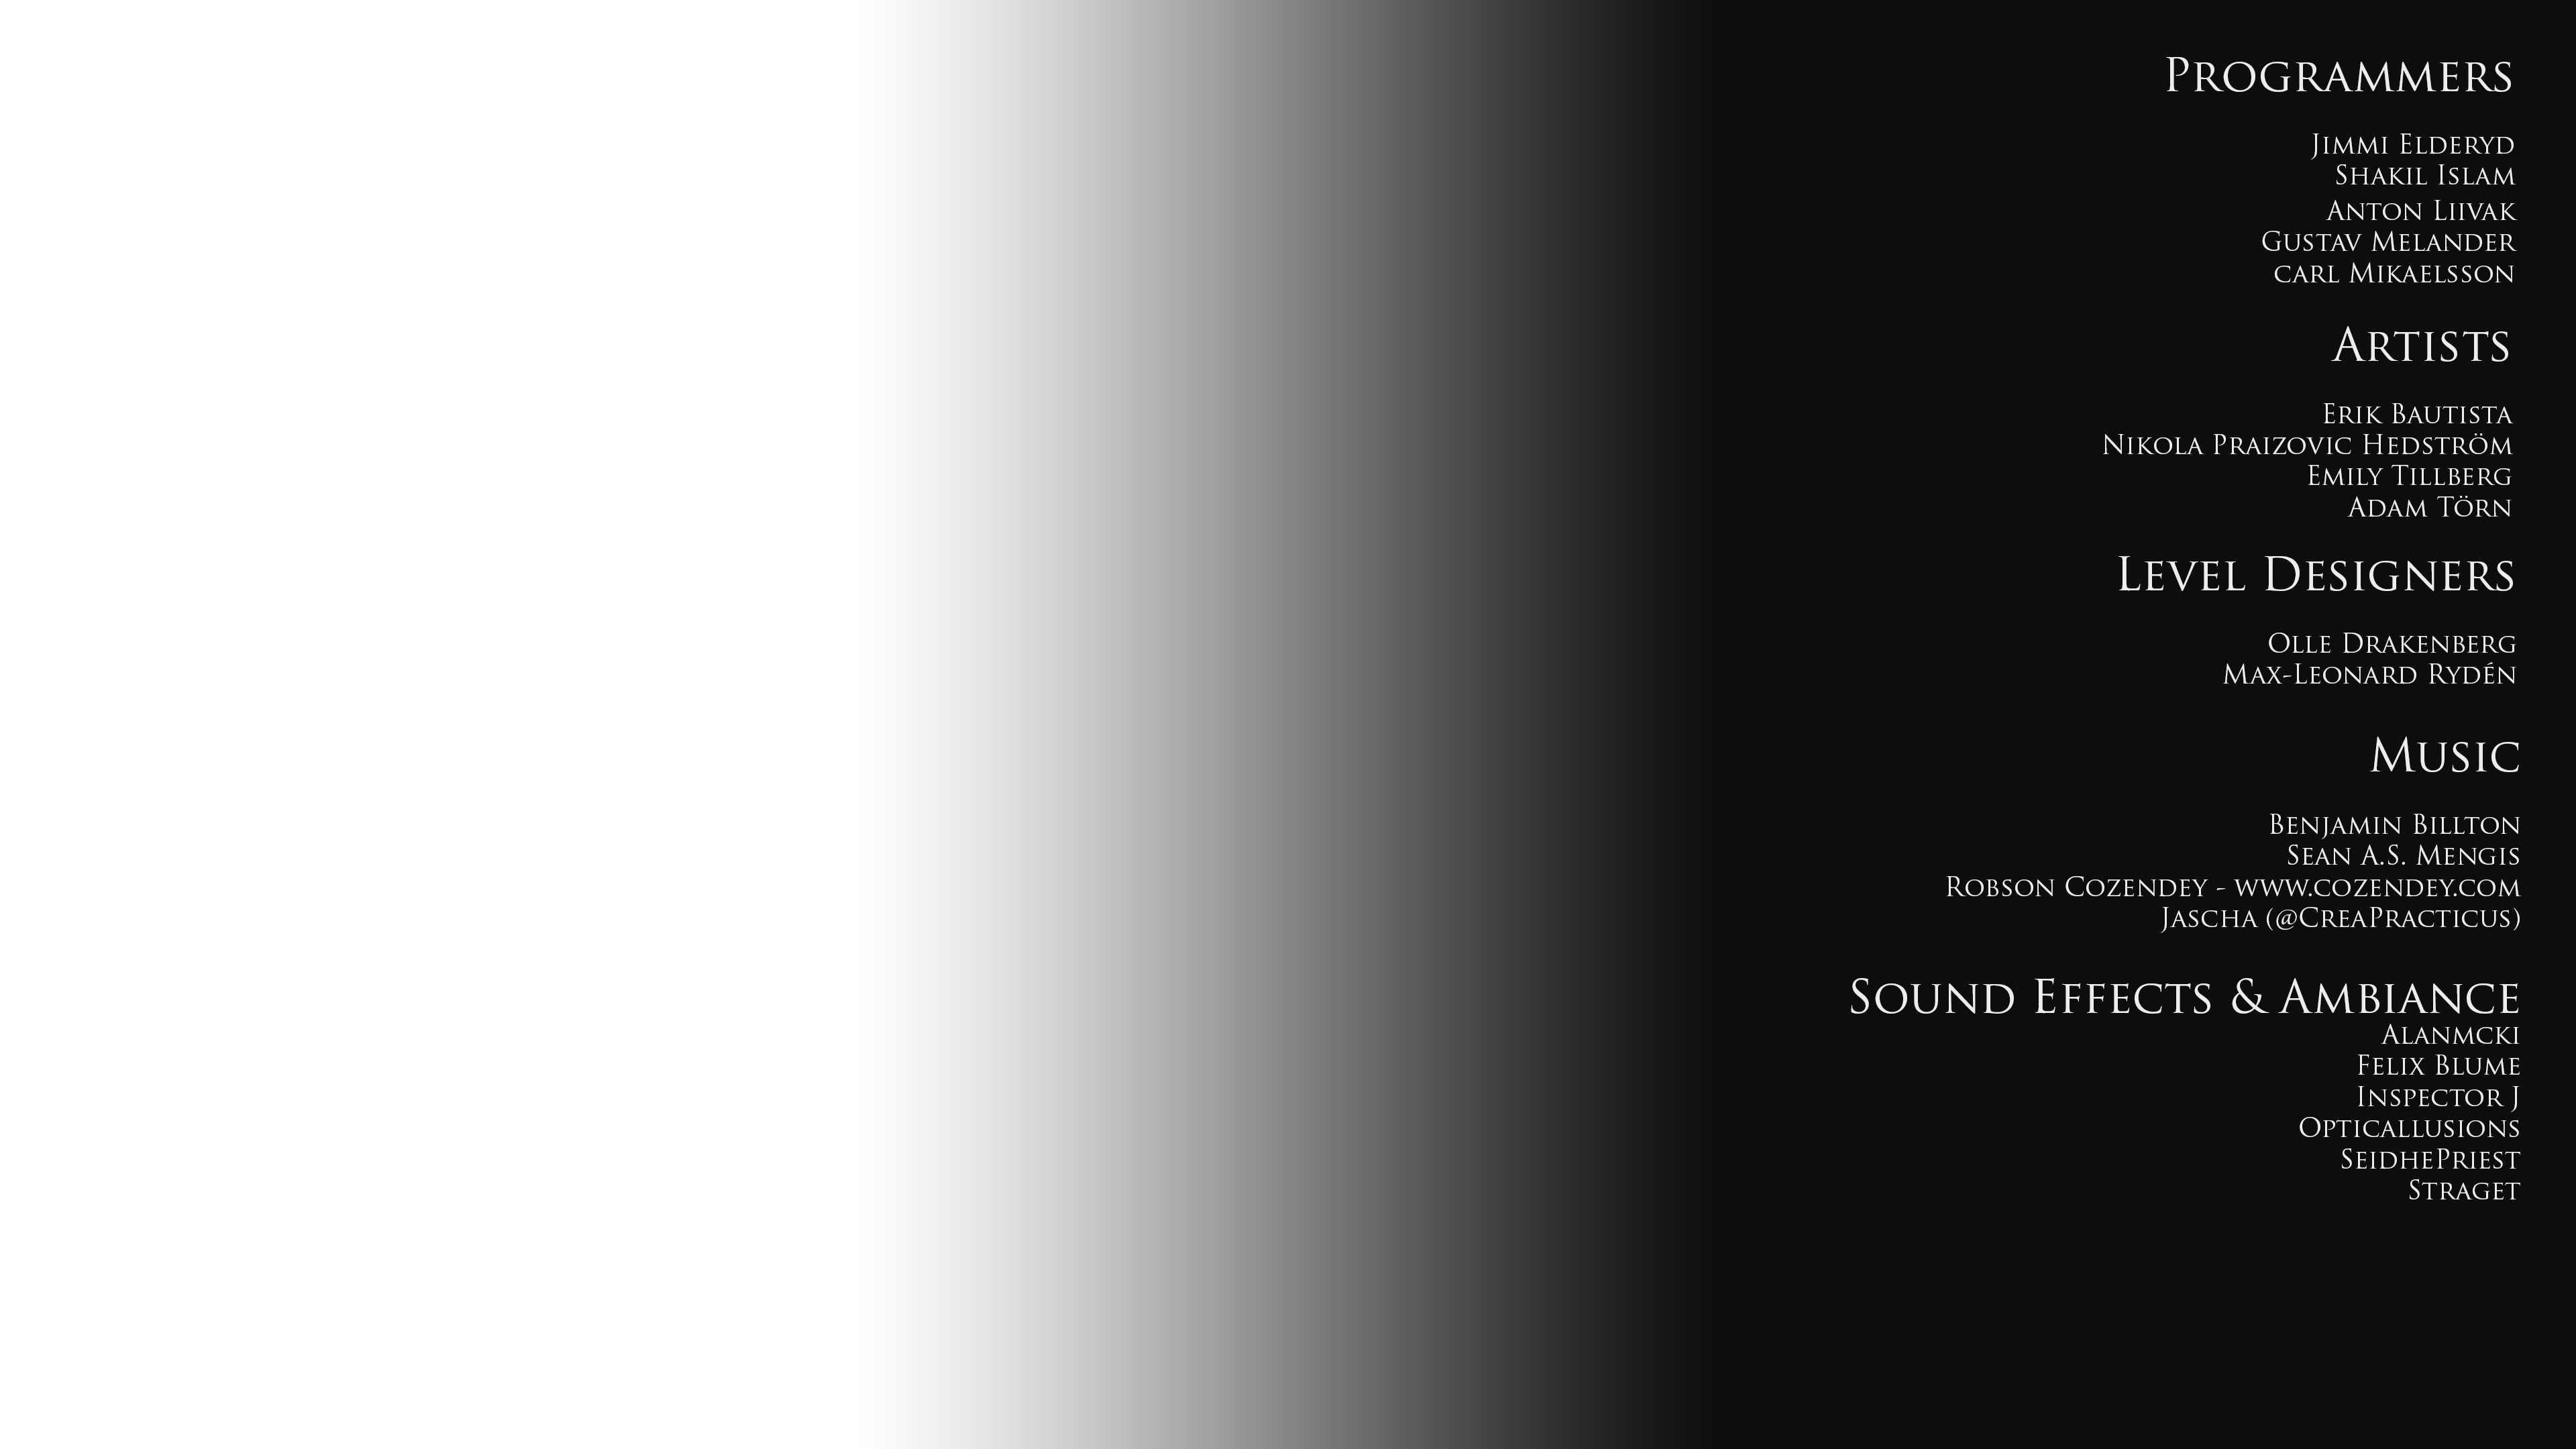 Programmers
Jimmi Elderyd
Shakil Islam
Anton Liivak
Gustav Melander
carl Mikaelsson
Artists
Erik Bautista
Nikola Praizovic Hedström
Emily Tillberg
Adam Törn
Level Designers
Olle Drakenberg
Max-Leonard Rydén
Music
Benjamin Billton
Sean A.S. Mengis
Robson Cozendey - www.cozendey.com
Jascha (@CreaPracticus)
Sound Effects & Ambiance
Alanmcki
Felix Blume
Inspector J
Opticallusions
SeidhePriest
Straget